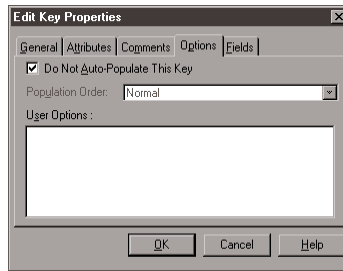 Edit Key Properties
General Attributes Comments Options Fields
Do Not Auto-Populate This Key
Population Order: Normal
User Options :
OK Cancel Help